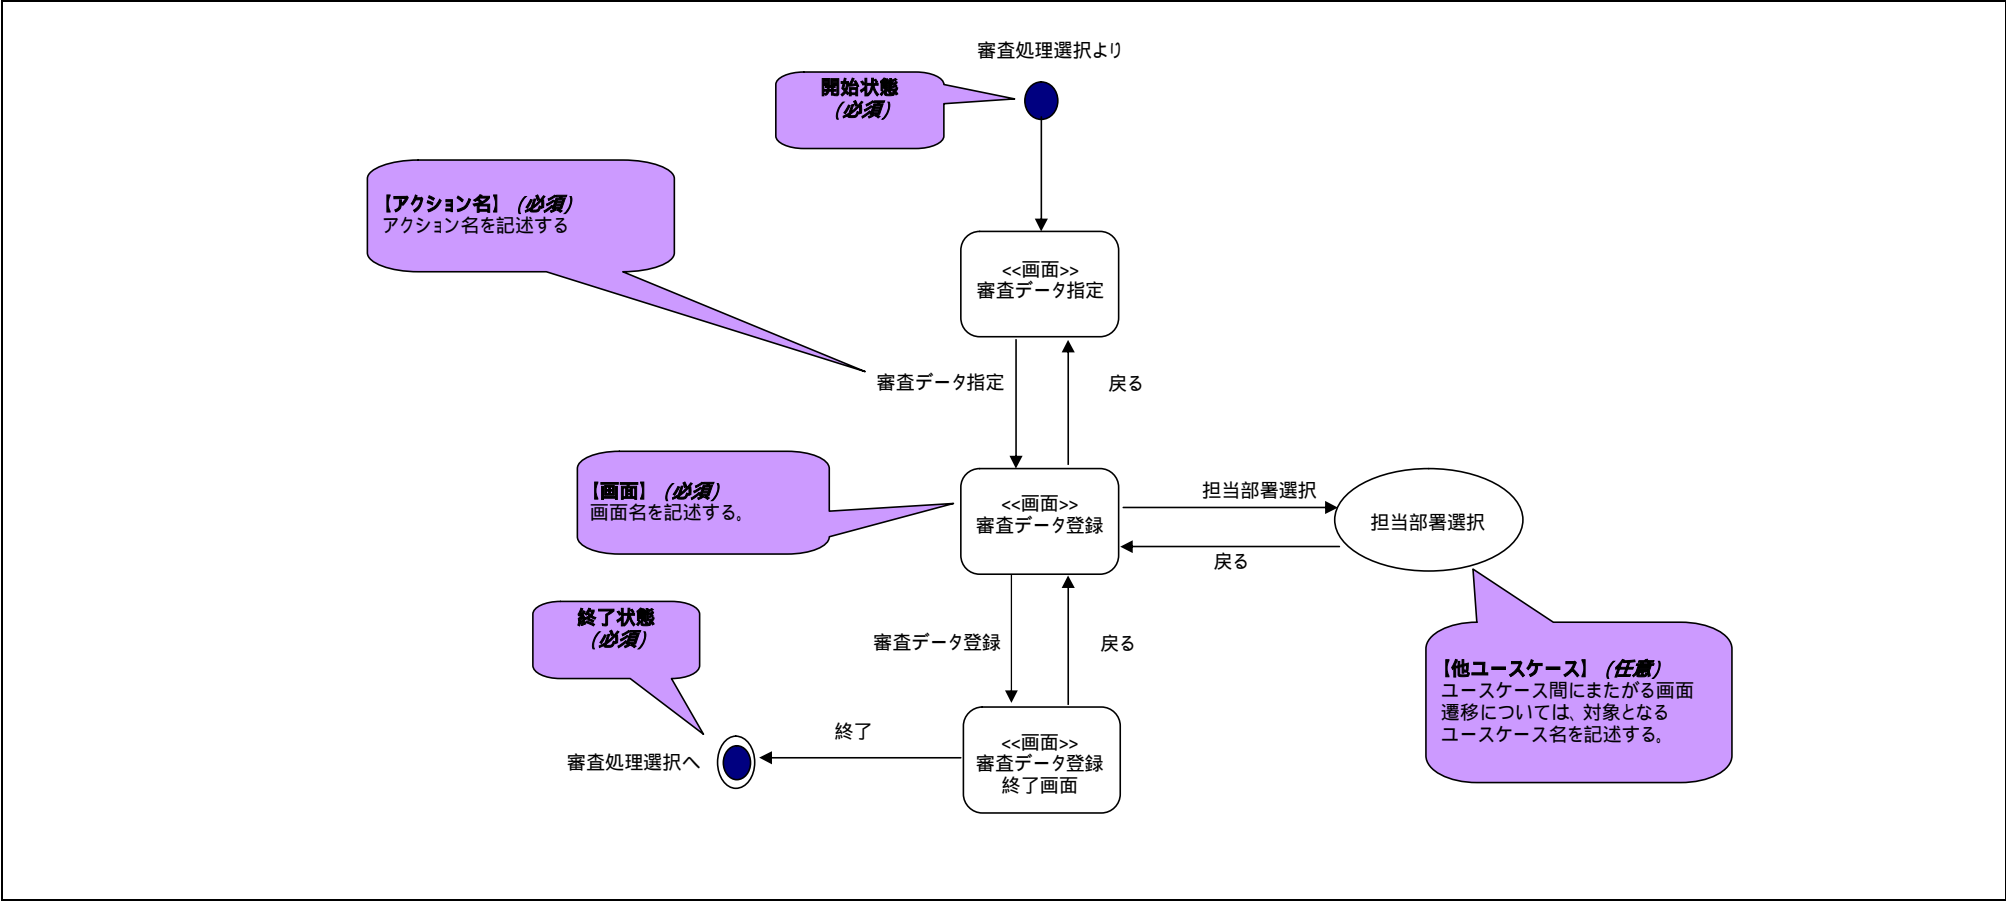 審査処理選択より
開始状態
（必須）
【アクション名】（必須）
アクション名を記述する
<<画面>>
審査データ指定
審査データ指定
戻る
【画面】（必須）
画面名を記述する。
<<画面>>
審査データ登録
担当部署選択
担当部署選択
戻る
終了状態
（必須）
審査データ登録
戻る
【他ユースケース】（任意）
ユースケース間にまたがる画面
遷移については、対象となる
ユースケース名を記述する。
終了
審査処理選択へ
<<画面>>
審査データ登録
終了画面